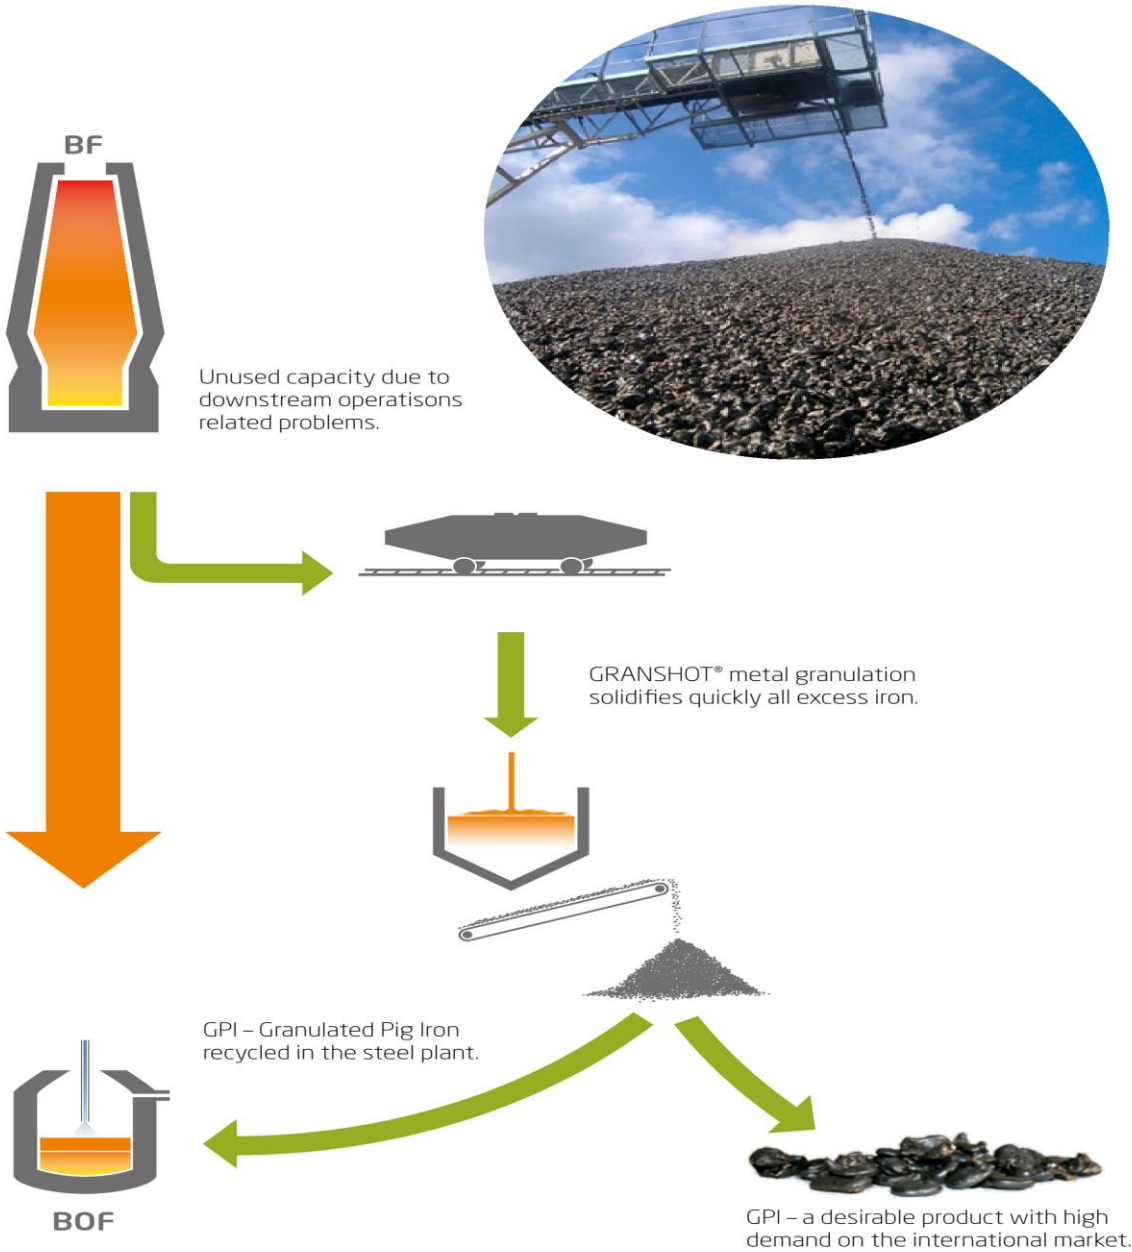 BF
Unused capacity due to
downstream operatisons
related problems.
GRANSHOT® metal granulation
solidifies quickly all excess iron.
GPI – Granulated Pig Iron
recycled in the steel plant.
BOF
GPI – a desirable product with high
demand on the international market.